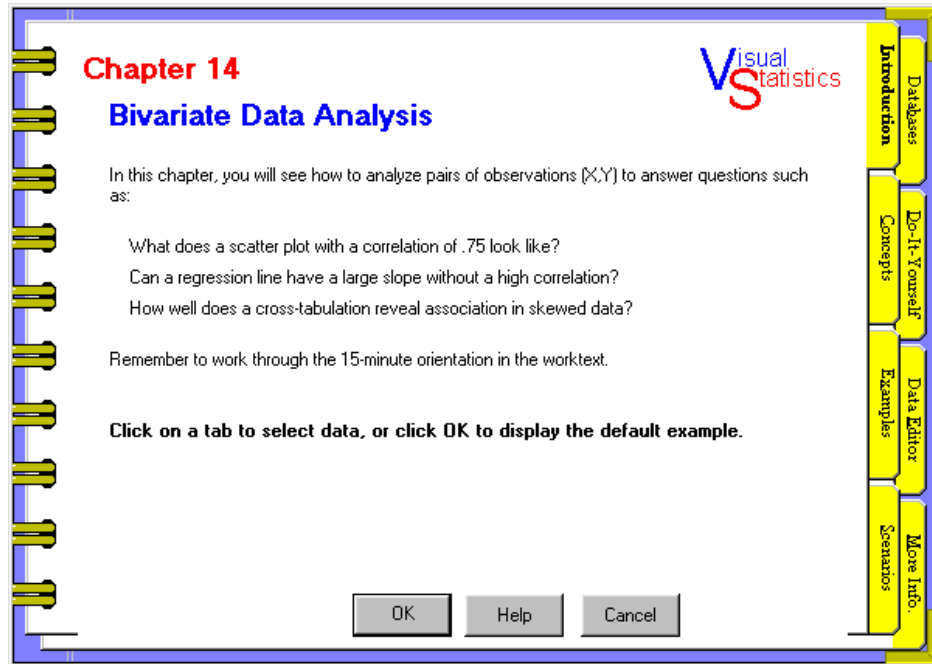 Chapter 14
Visual
Statistics
Bivariate Data Analysis
In this chapter, you will see how to analyze pairs of observations (X,Y) to answer questions such
as:
What does a scatter plot with a correlation of .75 look like?
Can a regression line have a large slope without a high correlation?
How well does a cross-tabulation reveal association in skewed data?
Remember to work through the 15-minute orientation in the worktext.
Click on a tab to select data, or click OK to display the default example.
OK
Help
Cancel
Introduction
Concepts
Examples
Scenarios
Databases
Do-It-Yourself
Data Editor
More Info.